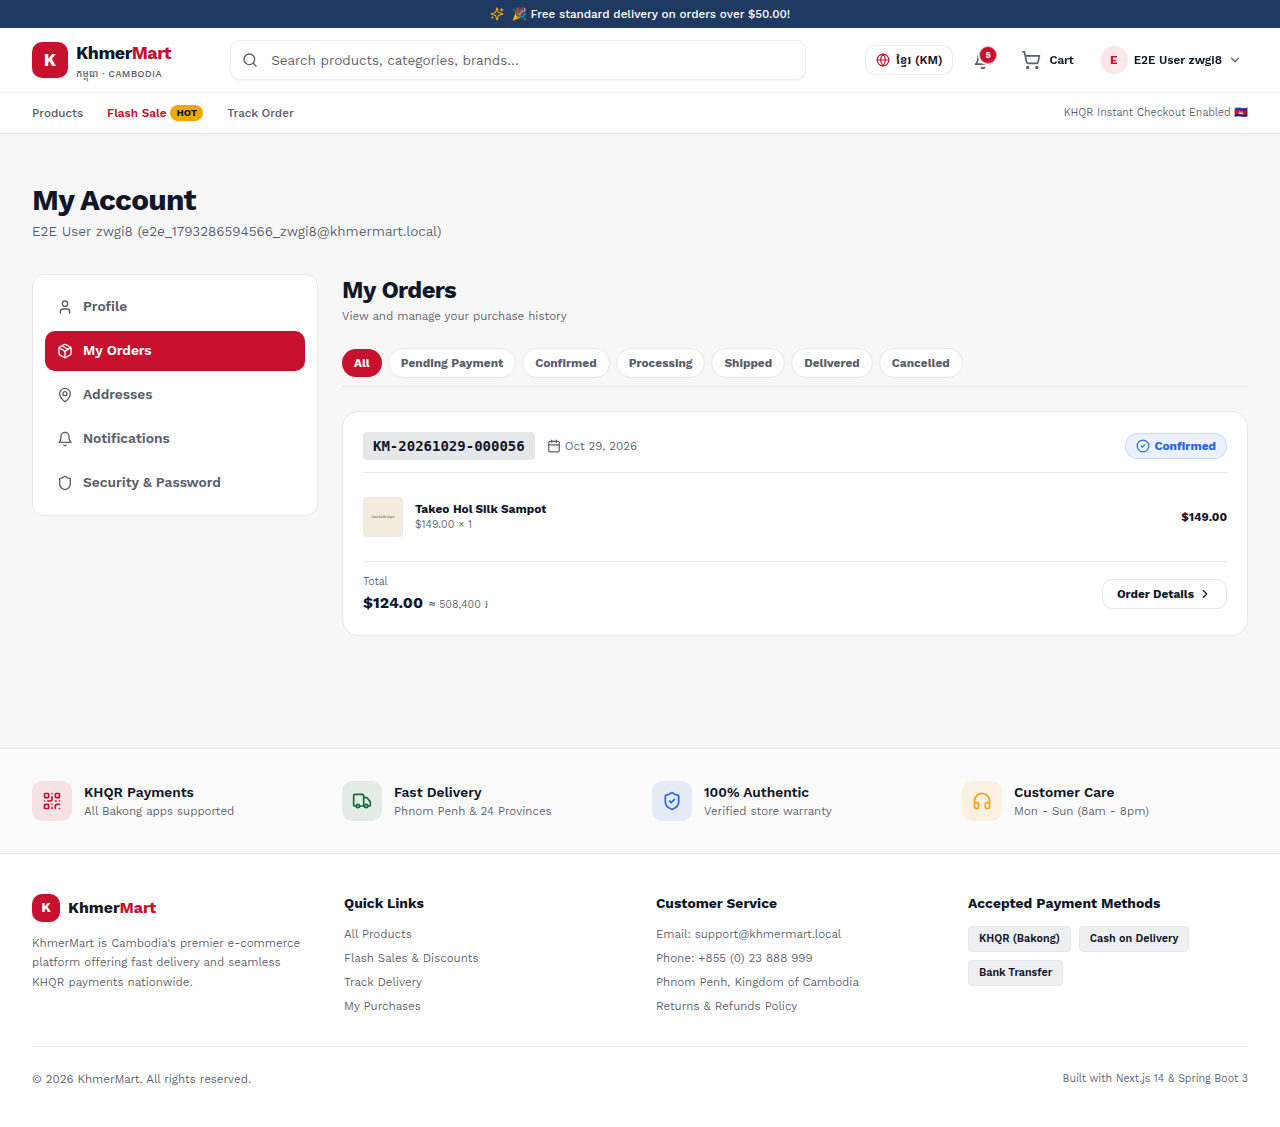 ✨ 🎉 Free standard delivery on orders over $50.00!
K KhmerMart
កម្ពុជា · CAMBODIA
Search products, categories, brands...
ខ្មែរ (KM)
5
Cart
E E2E User zwgi8
Products
Flash Sale HOT
Track Order
KHQR Instant Checkout Enabled 🇰🇭
My Account
E2E User zwgi8 (e2e_1793286594566_zwgi8@khmermart.local)
Profile
My Orders
Addresses
Notifications
Security & Password
My Orders
View and manage your purchase history
All
Pending Payment
Confirmed
Processing
Shipped
Delivered
Cancelled
KM-20261029-000056
Oct 29, 2026
Confirmed
Takeo Hol Silk Sampot
$149.00 × 1
$149.00
Total
$124.00 ≈ 508,400 ៛
Order Details
KHQR Payments
All Bakong apps supported
Fast Delivery
Phnom Penh & 24 Provinces
100% Authentic
Verified store warranty
Customer Care
Mon - Sun (8am - 8pm)
K KhmerMart
KhmerMart is Cambodia's premier e-commerce
platform offering fast delivery and seamless
KHQR payments nationwide.
Quick Links
All Products
Flash Sales & Discounts
Track Delivery
My Purchases
Customer Service
Email: support@khmermart.local
Phone: +855 (0) 23 888 999
Phnom Penh, Kingdom of Cambodia
Returns & Refunds Policy
Accepted Payment Methods
KHQR (Bakong)
Cash on Delivery
Bank Transfer
© 2026 KhmerMart. All rights reserved.
Built with Next.js 14 & Spring Boot 3